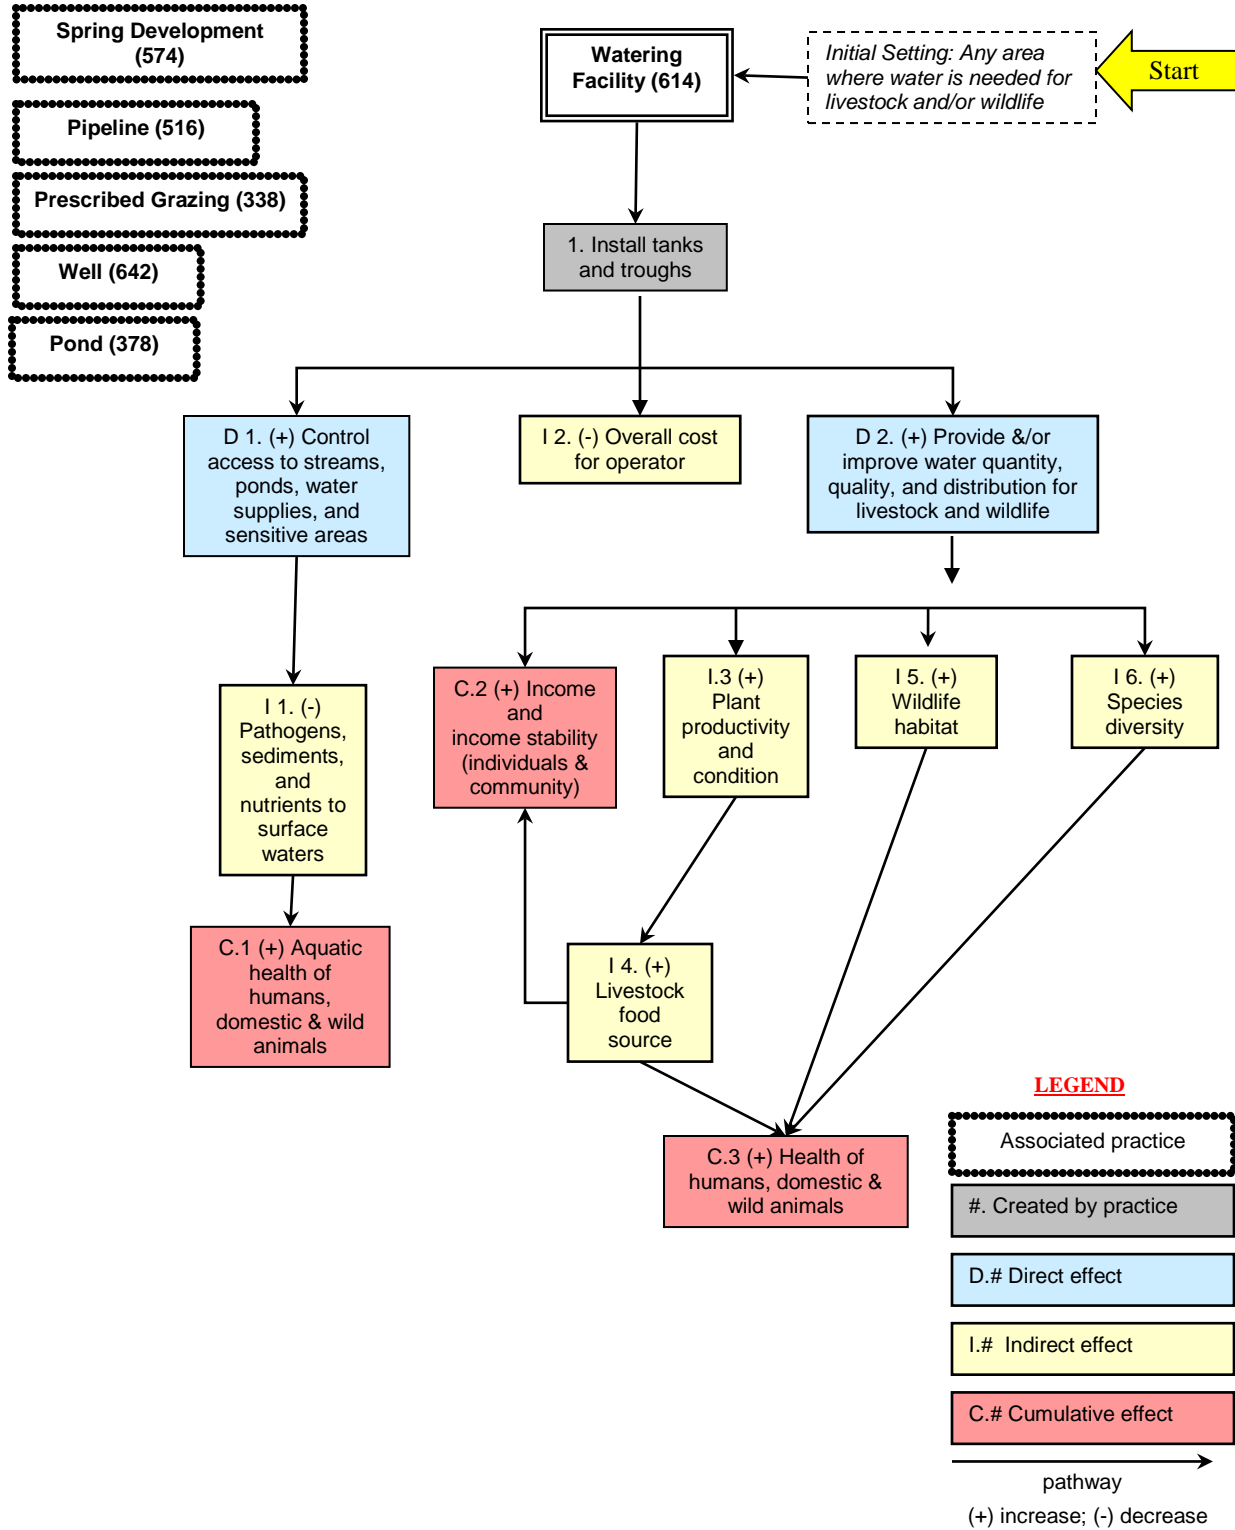 Spring Development
(574)
Pipeline (516)
Prescribed Grazing (338)
Well (642)
Pond (378)
Watering
Facility (614)
Initial Setting: Any area
where water is needed for
livestock and/or wildlife
Start
1. Install tanks
and troughs
D 1. (+) Control
access to streams,
ponds, water
supplies, and
sensitive areas
I 2. (-) Overall cost
for operator
D 2. (+) Provide &/or
improve water quantity,
quality, and distribution for
livestock and wildlife
I 1. (-)
Pathogens,
sediments,
and
nutrients to
surface
waters
C.2 (+) Income
and
income stability
(individuals &
community)
I.3 (+)
Plant
productivity
and
condition
I 5. (+)
Wildlife
habitat
I 6. (+)
Species
diversity
C.1 (+) Aquatic
health of
humans,
domestic & wild
animals
I 4. (+)
Livestock
food
source
C.3 (+) Health of
humans, domestic &
wild animals
LEGEND
Associated practice
#. Created by practice
D.# Direct effect
I.# Indirect effect
C.# Cumulative effect
pathway
(+) increase; (-) decrease